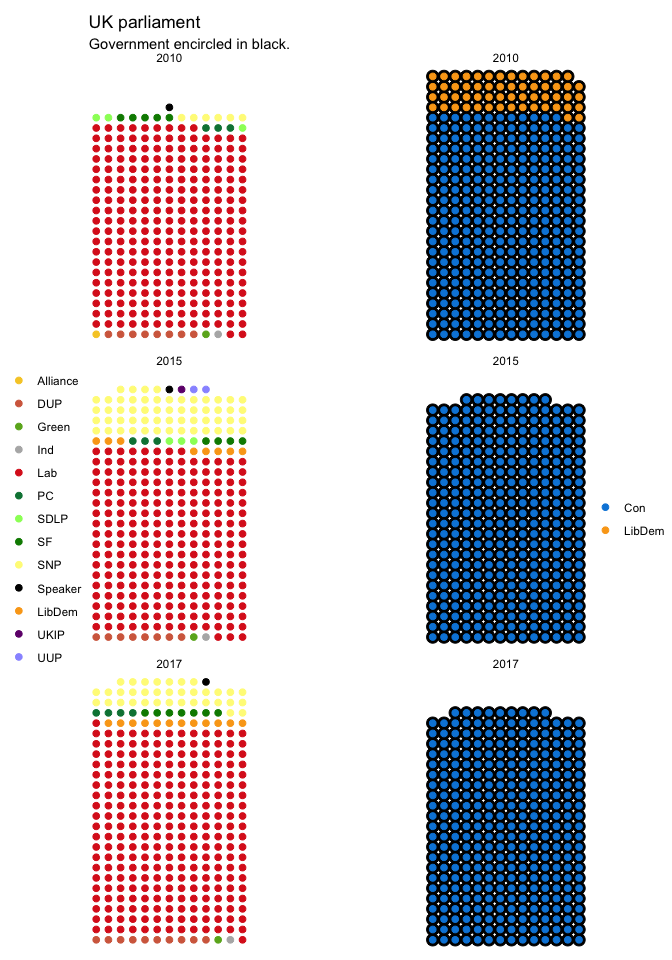 UK parliament
Government encircled in black.
2010
2010
2015
2015
Alliance
DUP
Green
Ind
Lab
PC
SDLP
SF
SNP
Speaker
LibDem
UKIP
UUP
Con
LibDem
2017
2017